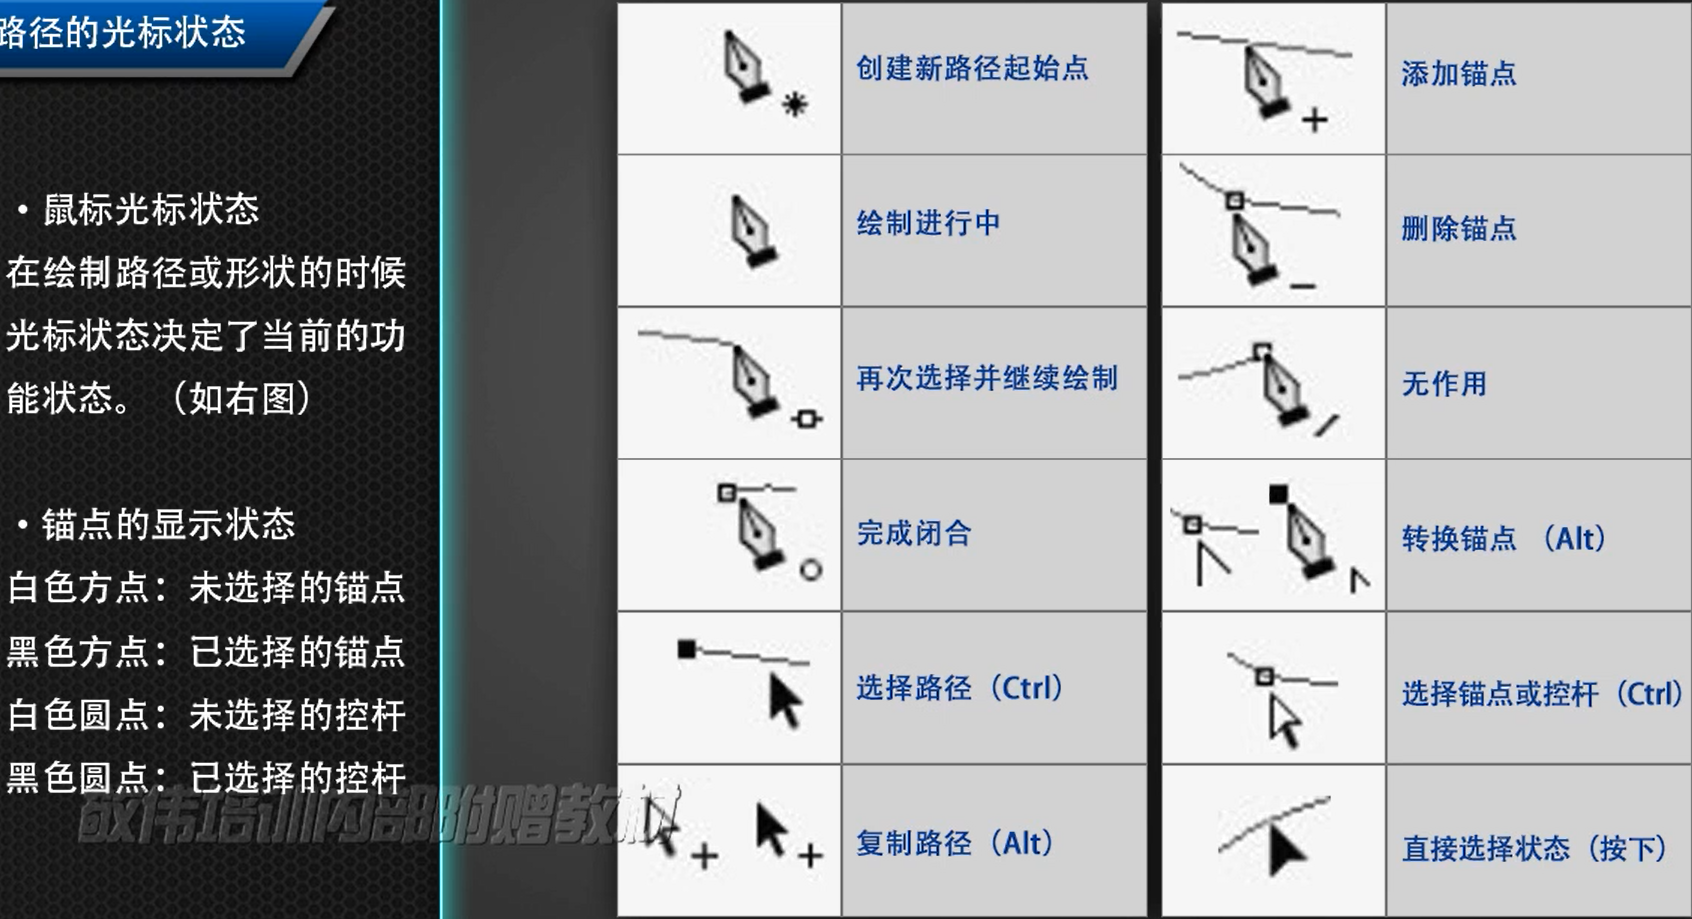 路径的光标状态
·鼠标光标状态
在绘制路径或形状的时候
光标状态决定了当前的功
能状态。（如右图）
·锚点的显示状态
白色方点：未选择的锚点
黑色方点：已选择的锚点
白色圆点：未选择的控杆
黑色圆点：已选择的控杆
敬伟培训内部附赠教材
创建新路径起始点
添加锚点
绘制进行中
删除锚点
再次选择并继续绘制
无作用
完成闭合
转换锚点 （Alt）
选择路径（Ctrl）
选择锚点或控杆（Ctrl）
复制路径（Alt）
直接选择状态（按下）